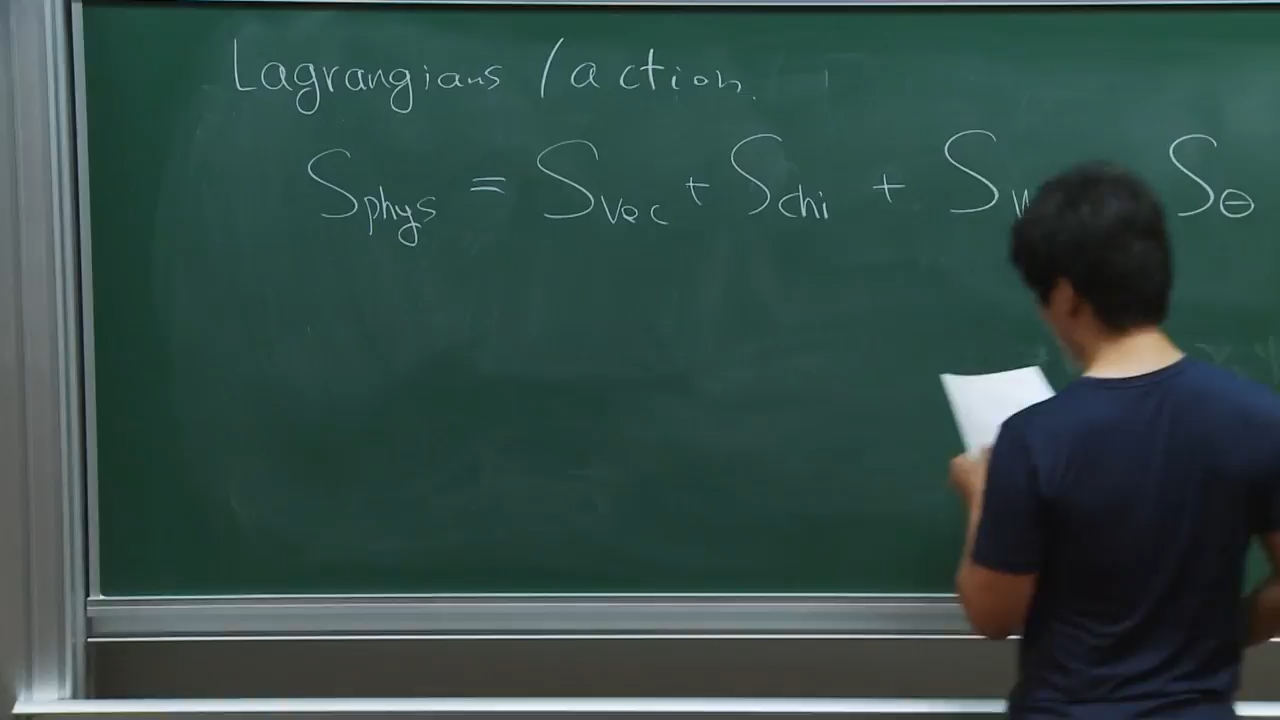 Lagrangians / action.
S_phys = S_vec + S_chi + S S_θ